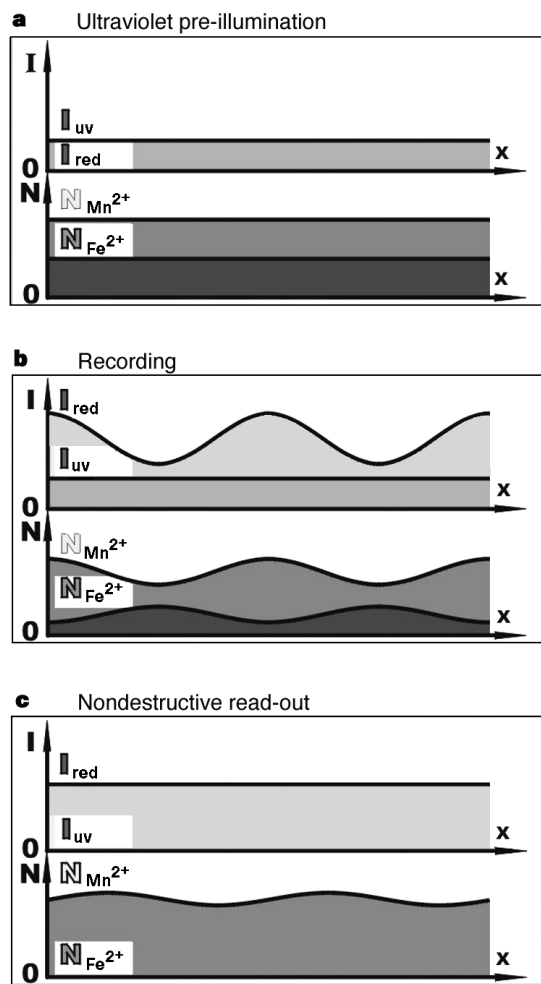 a Ultraviolet pre-illumination
I
I uv
I red
x
0
N
N Mn²⁺
N Fe²⁺
x
0
b Recording
I
I red
I uv
x
0
N
N Mn²⁺
N Fe²⁺
x
0
c Nondestructive read-out
I
I red
I uv
x
0
N
N Mn²⁺
N Fe²⁺
x
0